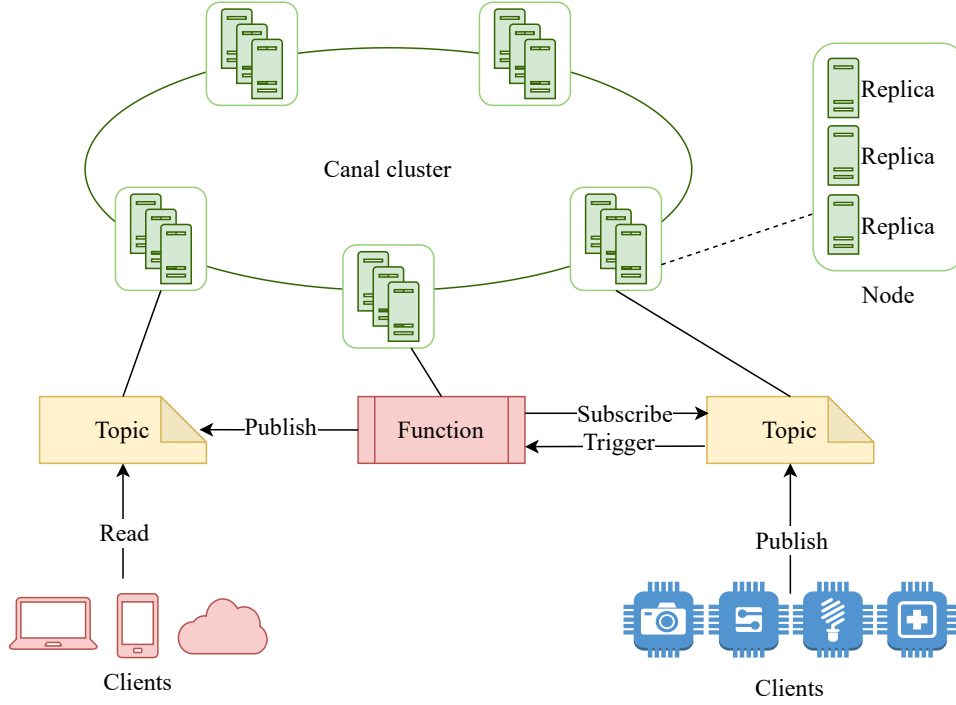 Replica
Canal cluster
Replica
Replica
Node
Topic
Publish
Function
Subscribe
Trigger
Topic
Read
Publish
Clients
Clients